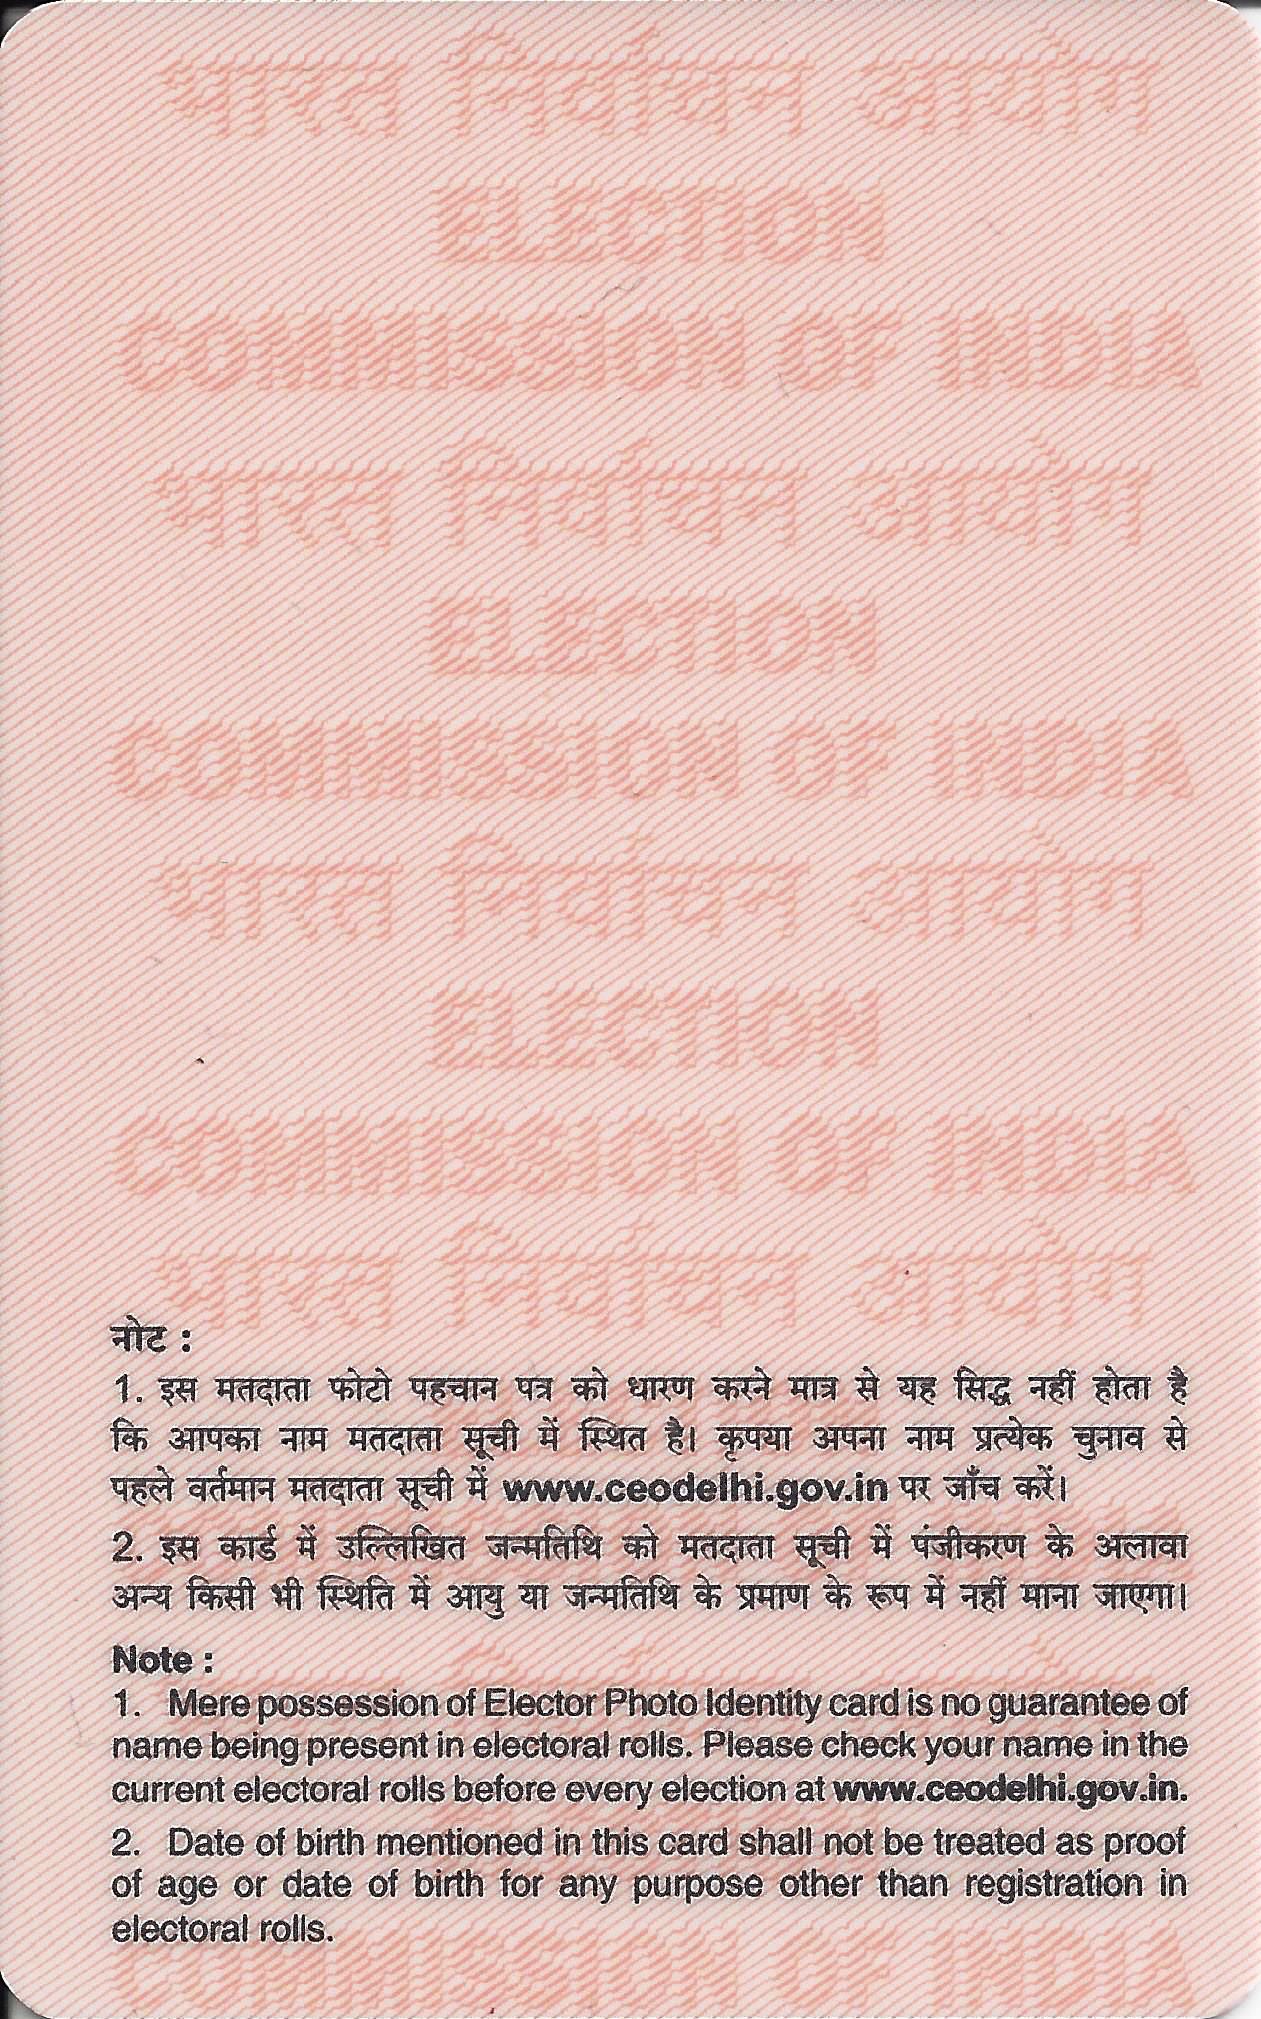 भारत निर्वाचन आयोग
ELECTION
COMMISSION OF INDIA
भारत निर्वाचन आयोग
ELECTION
COMMISSION OF INDIA
भारत निर्वाचन आयोग
ELECTION
COMMISSION OF INDIA
भारत निर्वाचन आयोग
नोट :
1. इस मतदाता फोटो पहचान पत्र को धारण करने मात्र से यह सिद्ध नहीं होता है
कि आपका नाम मतदाता सूची में स्थित है। कृपया अपना नाम प्रत्येक चुनाव से
पहले वर्तमान मतदाता सूची में www.ceodelhi.gov.in पर जाँच करें।
2. इस कार्ड में उल्लिखित जन्मतिथि को मतदाता सूची में पंजीकरण के अलावा
अन्य किसी भी स्थिति में आयु या जन्मतिथि के प्रमाण के रूप में नहीं माना जाएगा।
Note :
1. Mere possession of Elector Photo Identity card is no guarantee of
name being present in electoral rolls. Please check your name in the
current electoral rolls before every election at www.ceodelhi.gov.in.
2. Date of birth mentioned in this card shall not be treated as proof
of age or date of birth for any purpose other than registration in
electoral rolls.
COMMISSION OF INDIA